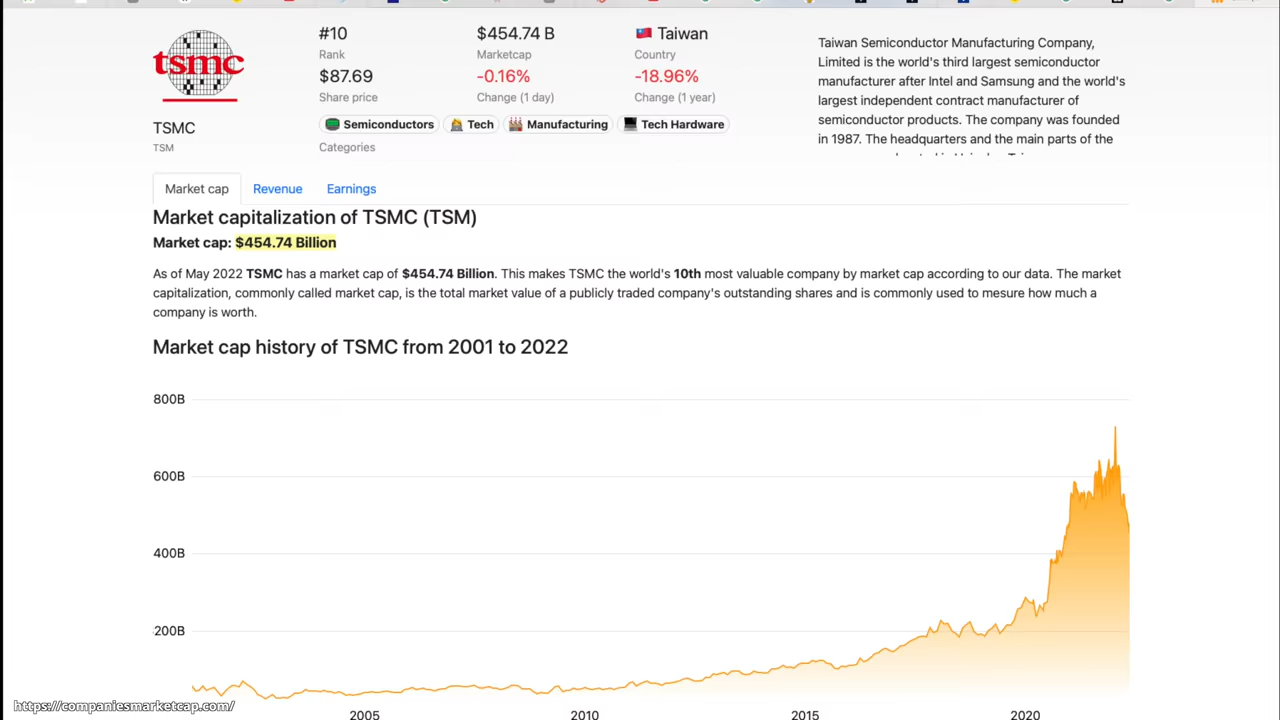 tsmc
TSMC
TSM
#10
Rank
$454.74 B
Marketcap
Taiwan
Country
$87.69
Share price
-0.16%
Change (1 day)
-18.96%
Change (1 year)
Semiconductors
Tech
Manufacturing
Tech Hardware
Categories
Taiwan Semiconductor Manufacturing Company,
Limited is the world's third largest semiconductor
manufacturer after Intel and Samsung and the world's
largest independent contract manufacturer of
semiconductor products. The company was founded
in 1987. The headquarters and the main parts of the
Market cap
Revenue
Earnings
Market capitalization of TSMC (TSM)
Market cap: $454.74 Billion
As of May 2022 TSMC has a market cap of $454.74 Billion. This makes TSMC the world's 10th most valuable company by market cap according to our data. The market
capitalization, commonly called market cap, is the total market value of a publicly traded company's outstanding shares and is commonly used to mesure how much a
company is worth.
Market cap history of TSMC from 2001 to 2022
800B
600B
400B
200B
2005
2010
2015
2020
https://companiesmarketcap.com/